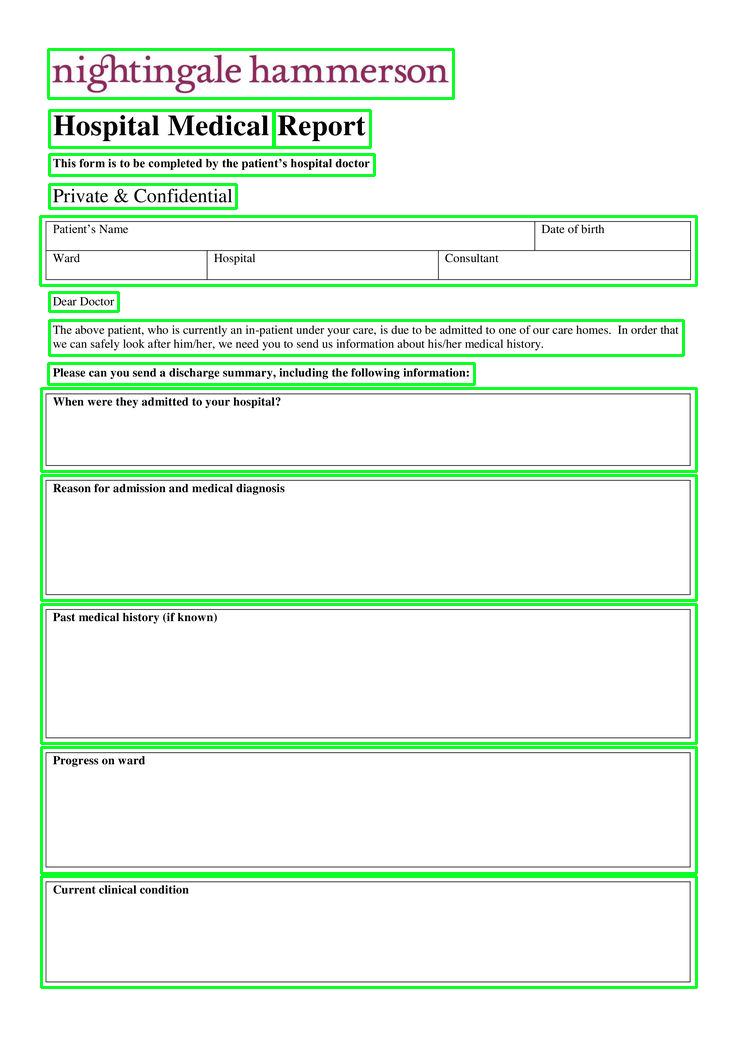 nightingale hammerson
Hospital Medical Report
This form is to be completed by the patient's hospital doctor
Private & Confidential
Patient's Name Date of birth
Ward Hospital Consultant
Dear Doctor
The above patient, who is currently an in-patient under your care, is due to be admitted to one of our care homes. In order that
we can safely look after him/her, we need you to send us information about his/her medical history.
Please can you send a discharge summary, including the following information:
When were they admitted to your hospital?
Reason for admission and medical diagnosis
Past medical history (if known)
Progress on ward
Current clinical condition